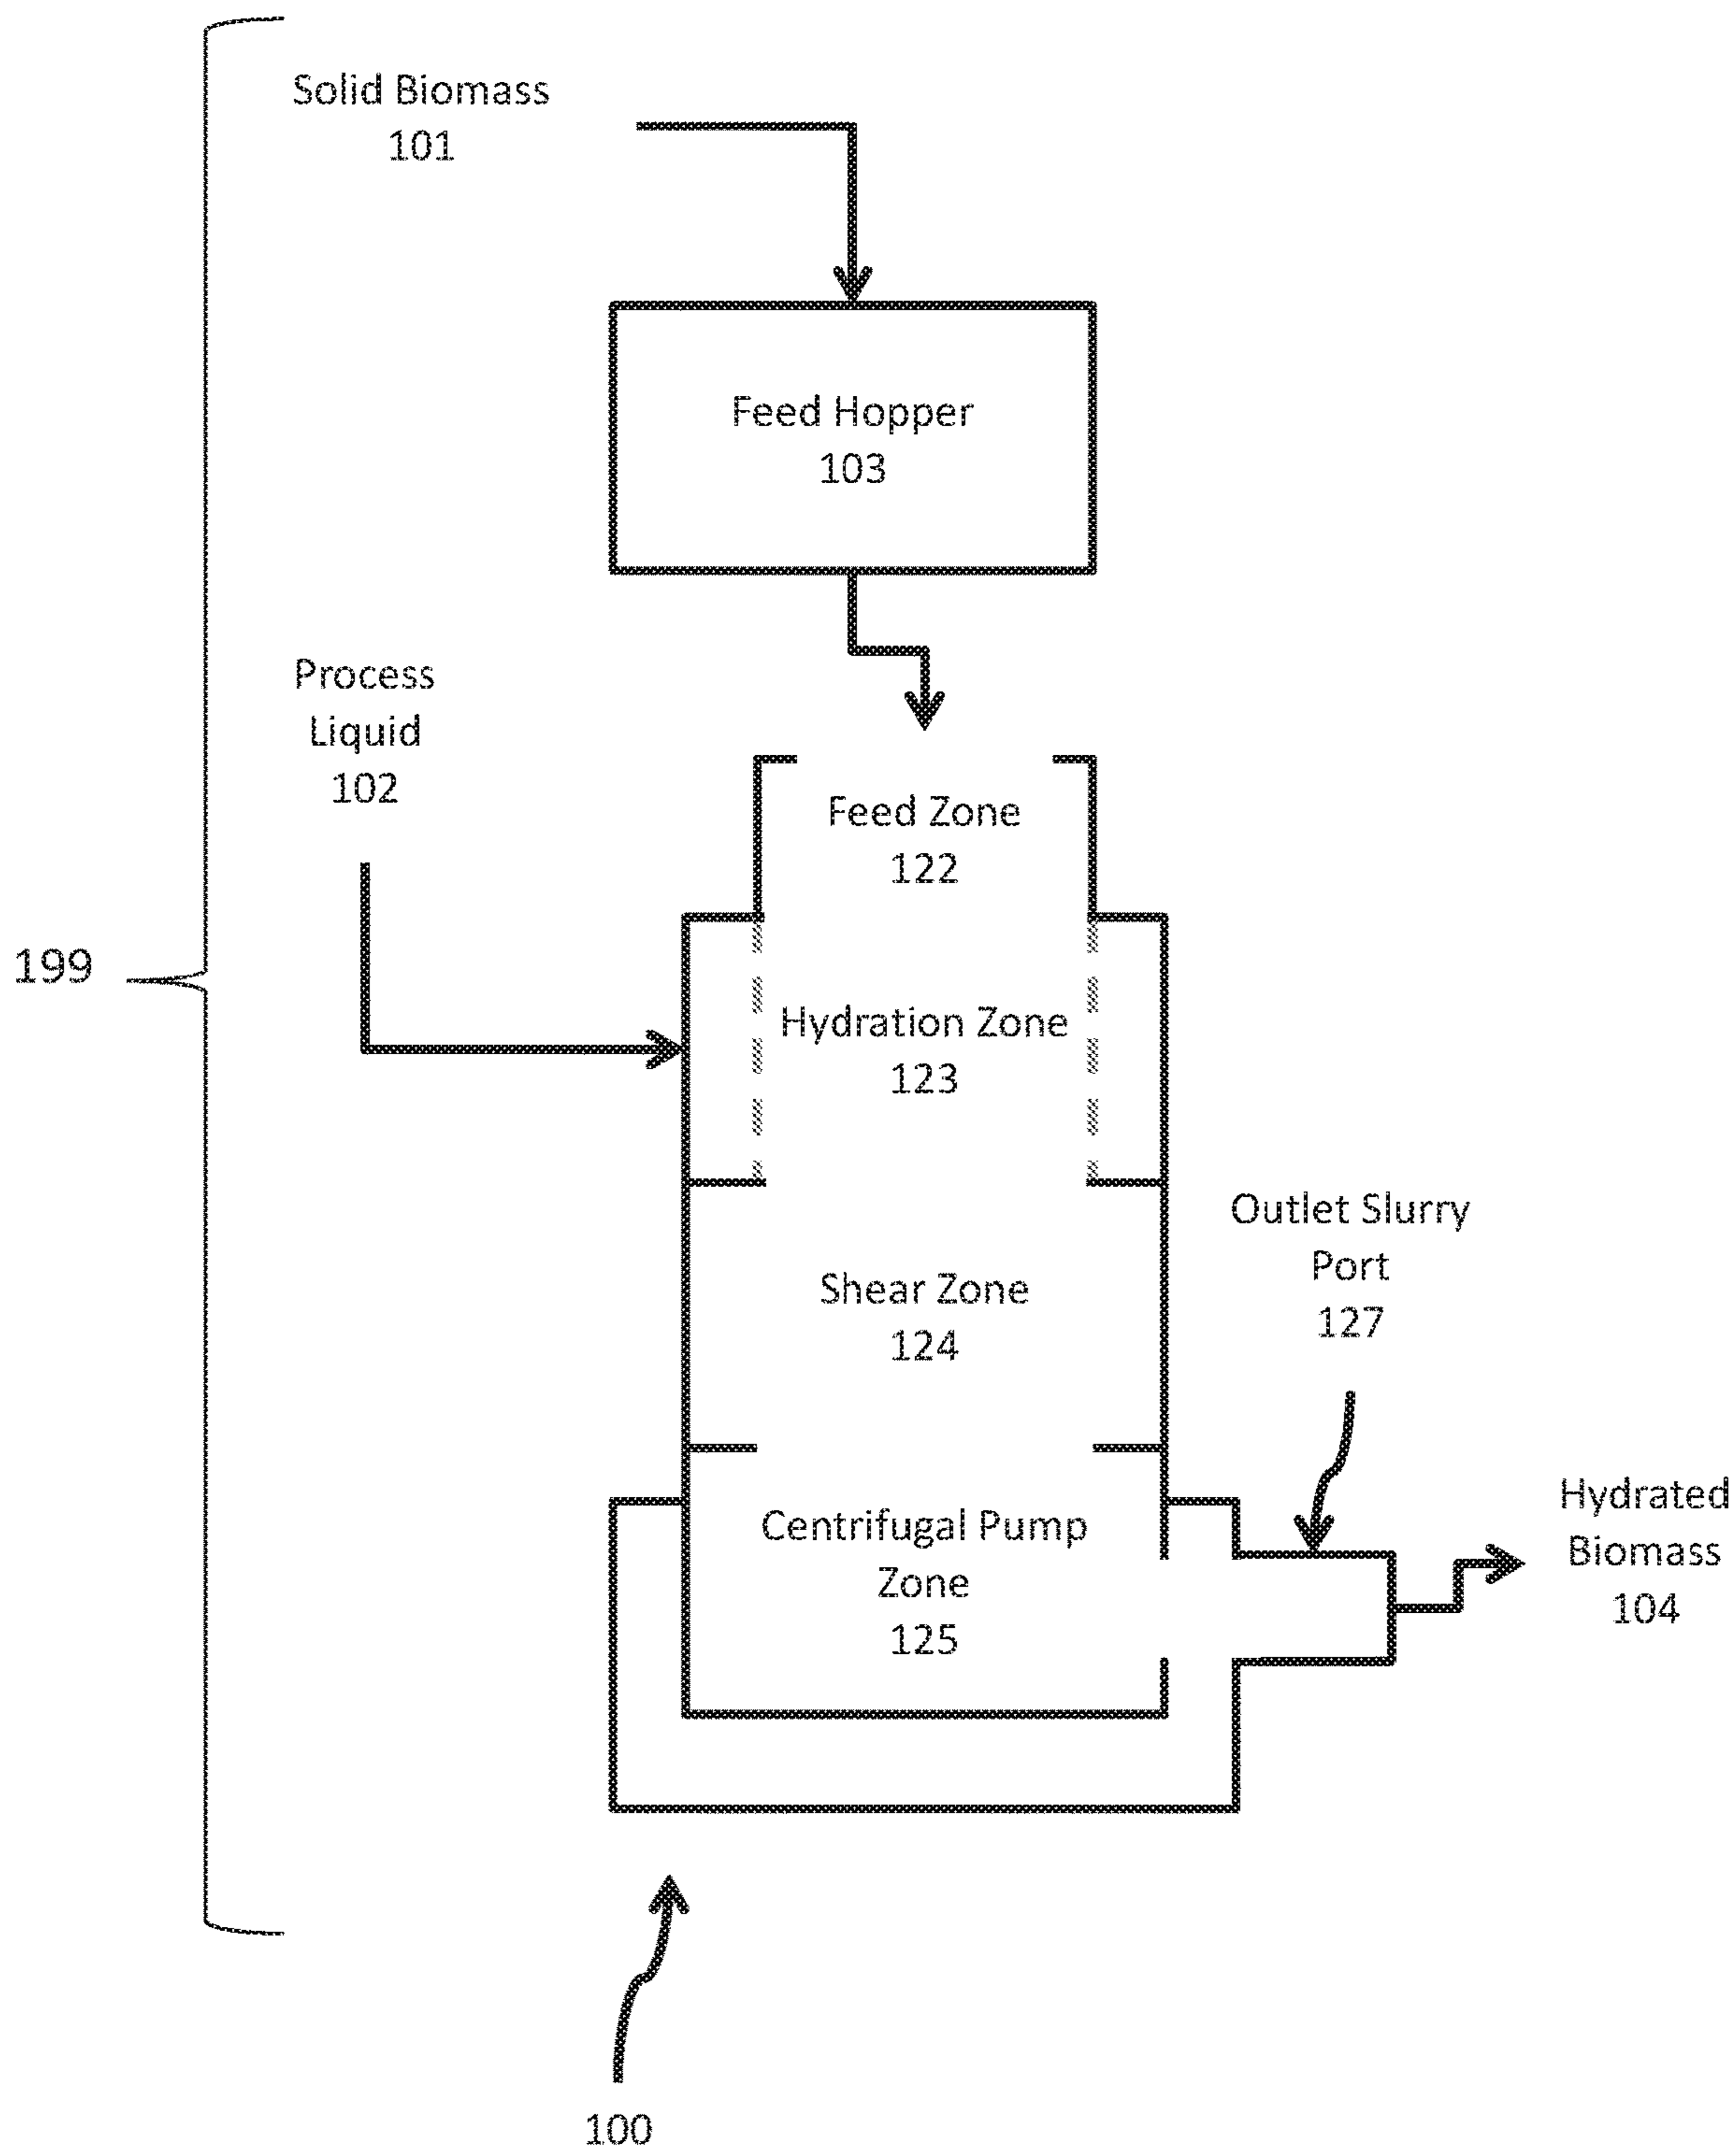 Solid Biomass
101
Feed Hopper
103
Process
Liquid
102
Feed Zone
122
199
Hydration Zone
123
Outlet Slurry
Port
127
Shear Zone
124
Hydrated
Biomass
104
Centrifugal Pump
Zone
125
100